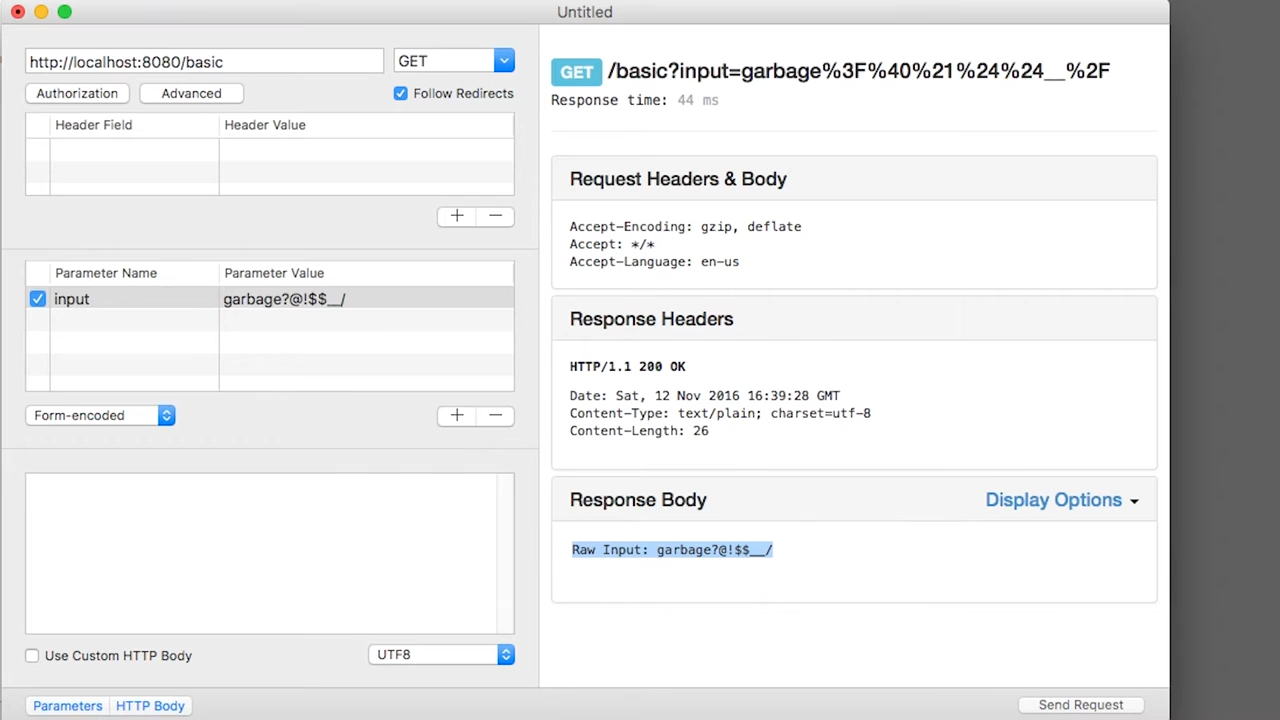 Untitled
http://localhost:8080/basic
GET
Authorization
Advanced
Follow Redirects
Header Field
Header Value
+
−
Parameter Name
Parameter Value
input
garbage?@!$$__/
Form-encoded
+
−
Use Custom HTTP Body
UTF8
Parameters
HTTP Body
GET /basic?input=garbage%3F%40%21%24%24__%2F
Response time: 44 ms
Request Headers & Body
Accept-Encoding: gzip, deflate
Accept: */*
Accept-Language: en-us
Response Headers
HTTP/1.1 200 OK
Date: Sat, 12 Nov 2016 16:39:28 GMT
Content-Type: text/plain; charset=utf-8
Content-Length: 26
Response Body
Display Options
Raw Input: garbage?@!$$__/
Send Request